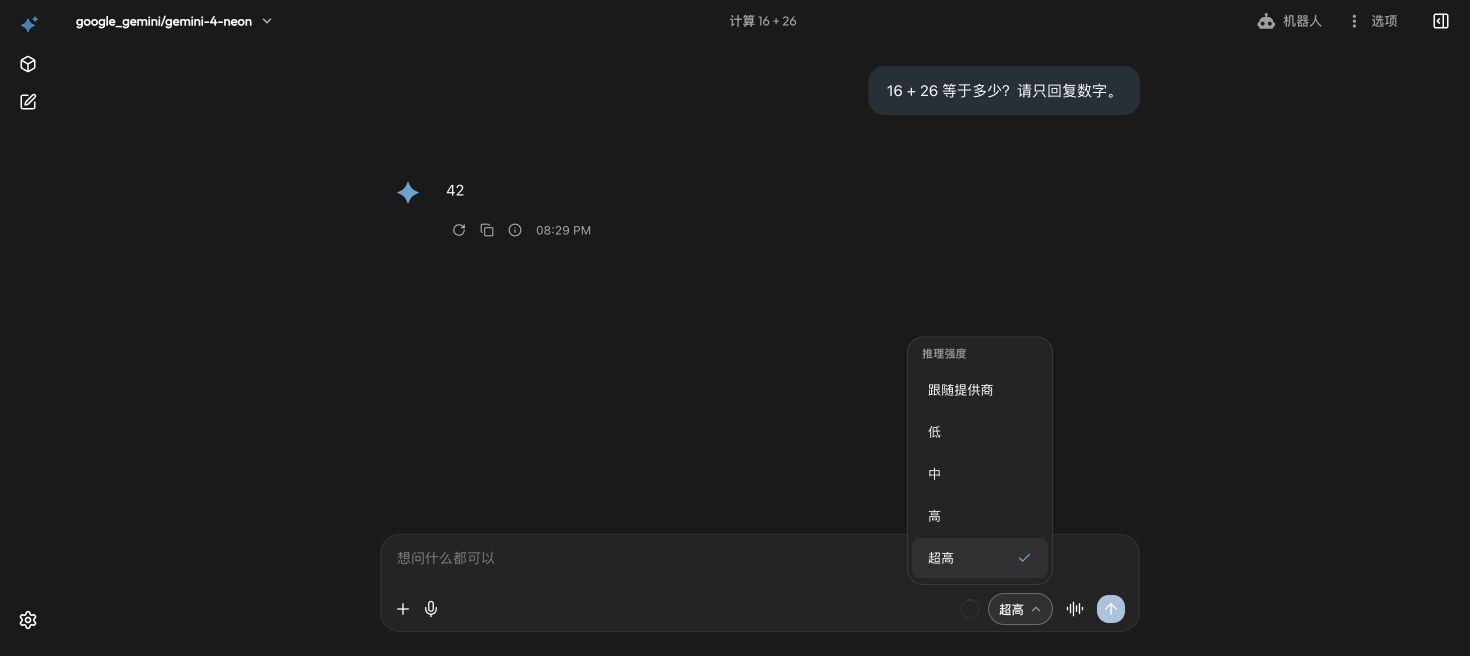 google_gemini/gemini-4-neon
计算 16 + 26
机器人
选项
16 + 26 等于多少？请只回复数字。
42
08:29 PM
推理强度
跟随提供商
低
中
高
超高
想问什么都可以
超高